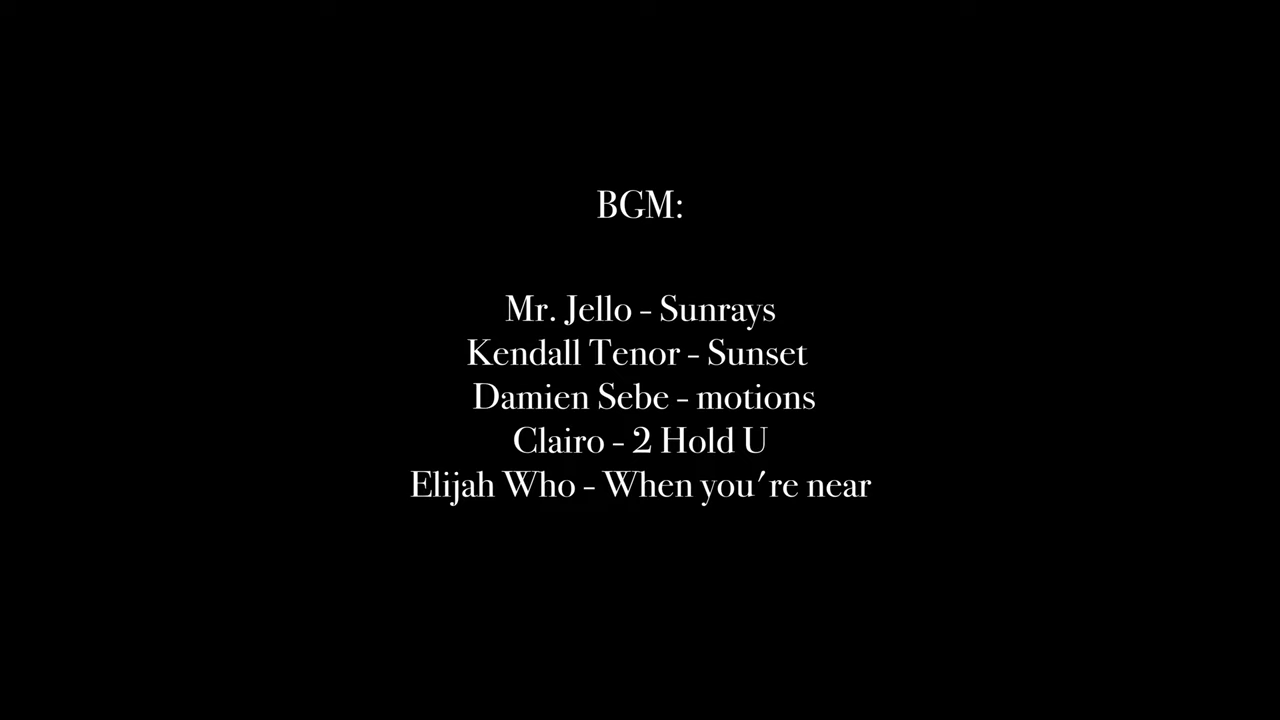 BGM:
Mr. Jello - Sunrays
Kendall Tenor - Sunset
Damien Sebe - motions
Clairo - 2 Hold U
Elijah Who - When you're near